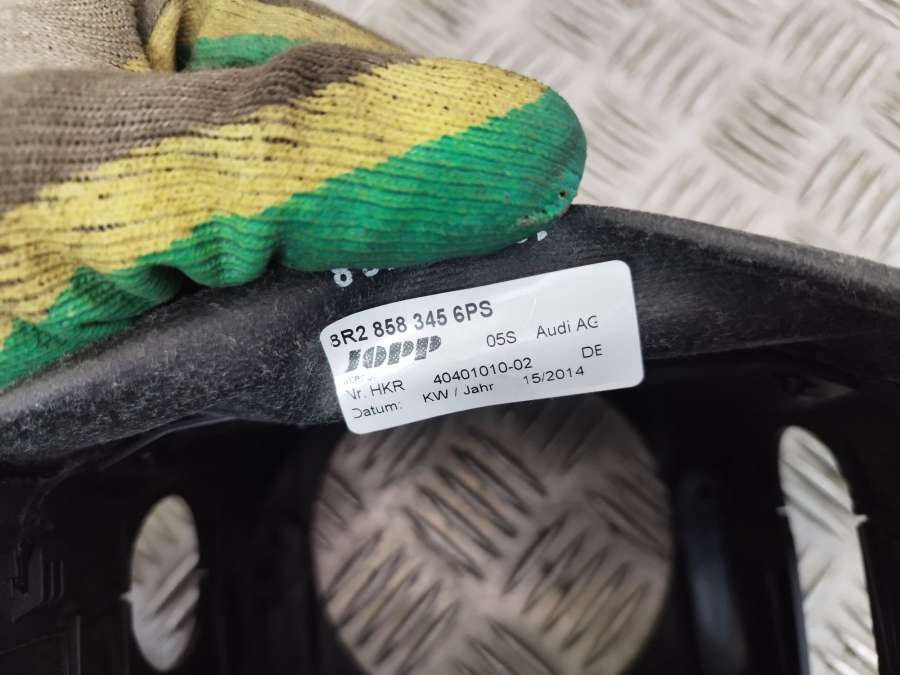 8R2 858 345 6PS
JOPP 05S Audi AG
Nr. HKR 40401010-02 DE
Datum: KW / Jahr 15/2014